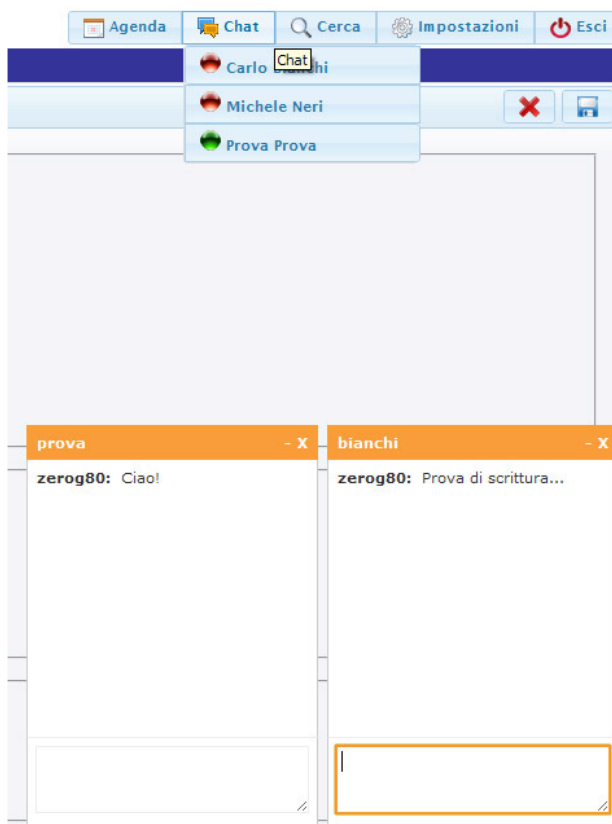 Agenda Chat Cerca Impostazioni Esci
Carlo Bianchi
Chat
Michele Neri
Prova Prova
prova - X
zerog80: Ciao!
bianchi - X
zerog80: Prova di scrittura...